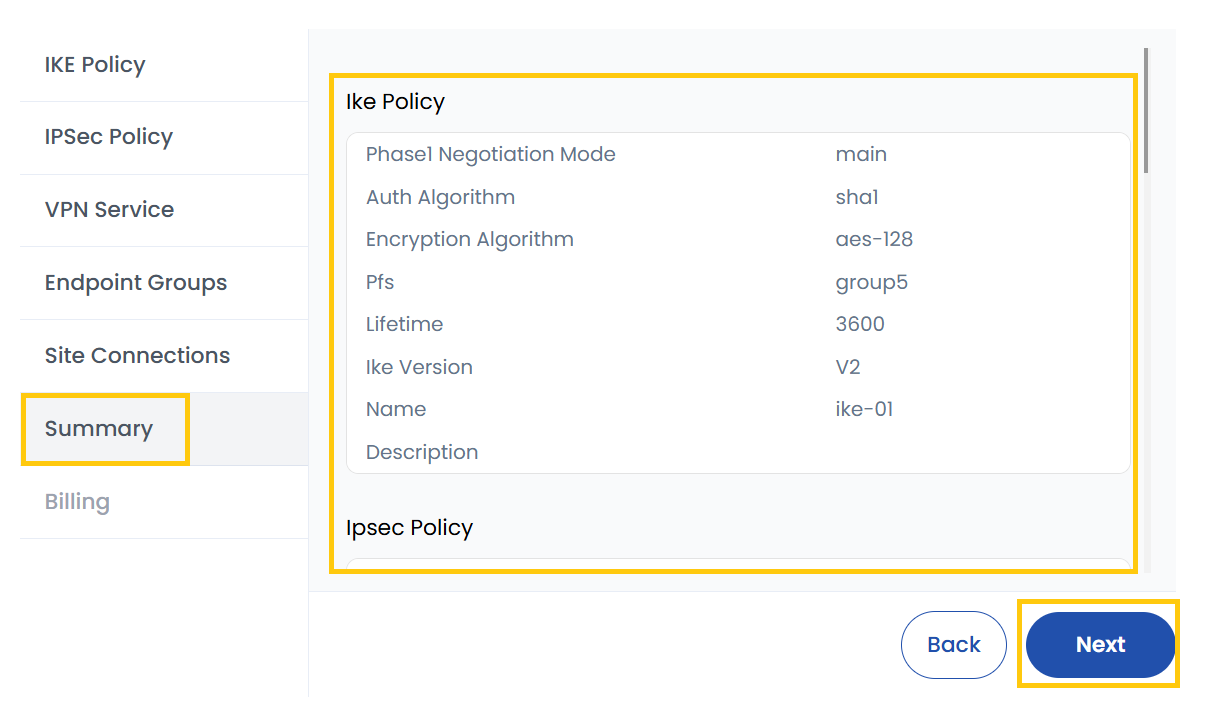 IKE Policy
IPSec Policy
VPN Service
Endpoint Groups
Site Connections
Summary
Billing
Ike Policy
Phase1 Negotiation Mode main
Auth Algorithm sha1
Encryption Algorithm aes-128
Pfs group5
Lifetime 3600
Ike Version V2
Name ike-01
Description
Ipsec Policy
Back Next